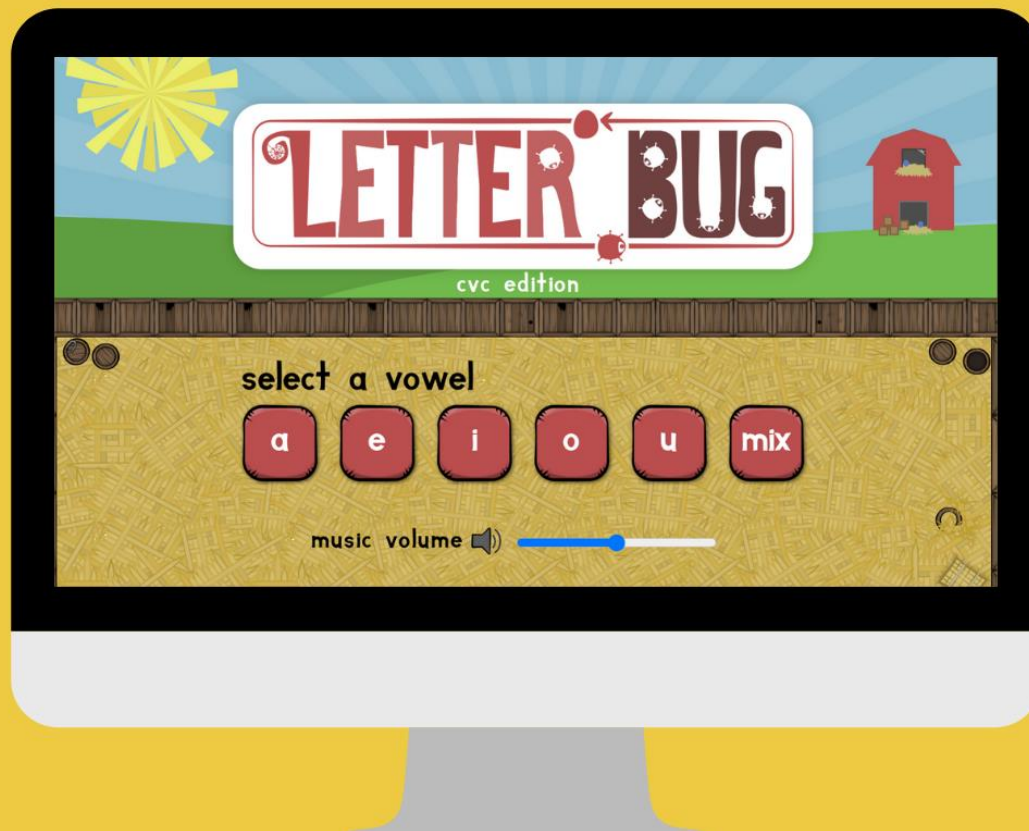 LETTER BUG
cvc edition
select a vowel
a e i o u mix
music volume